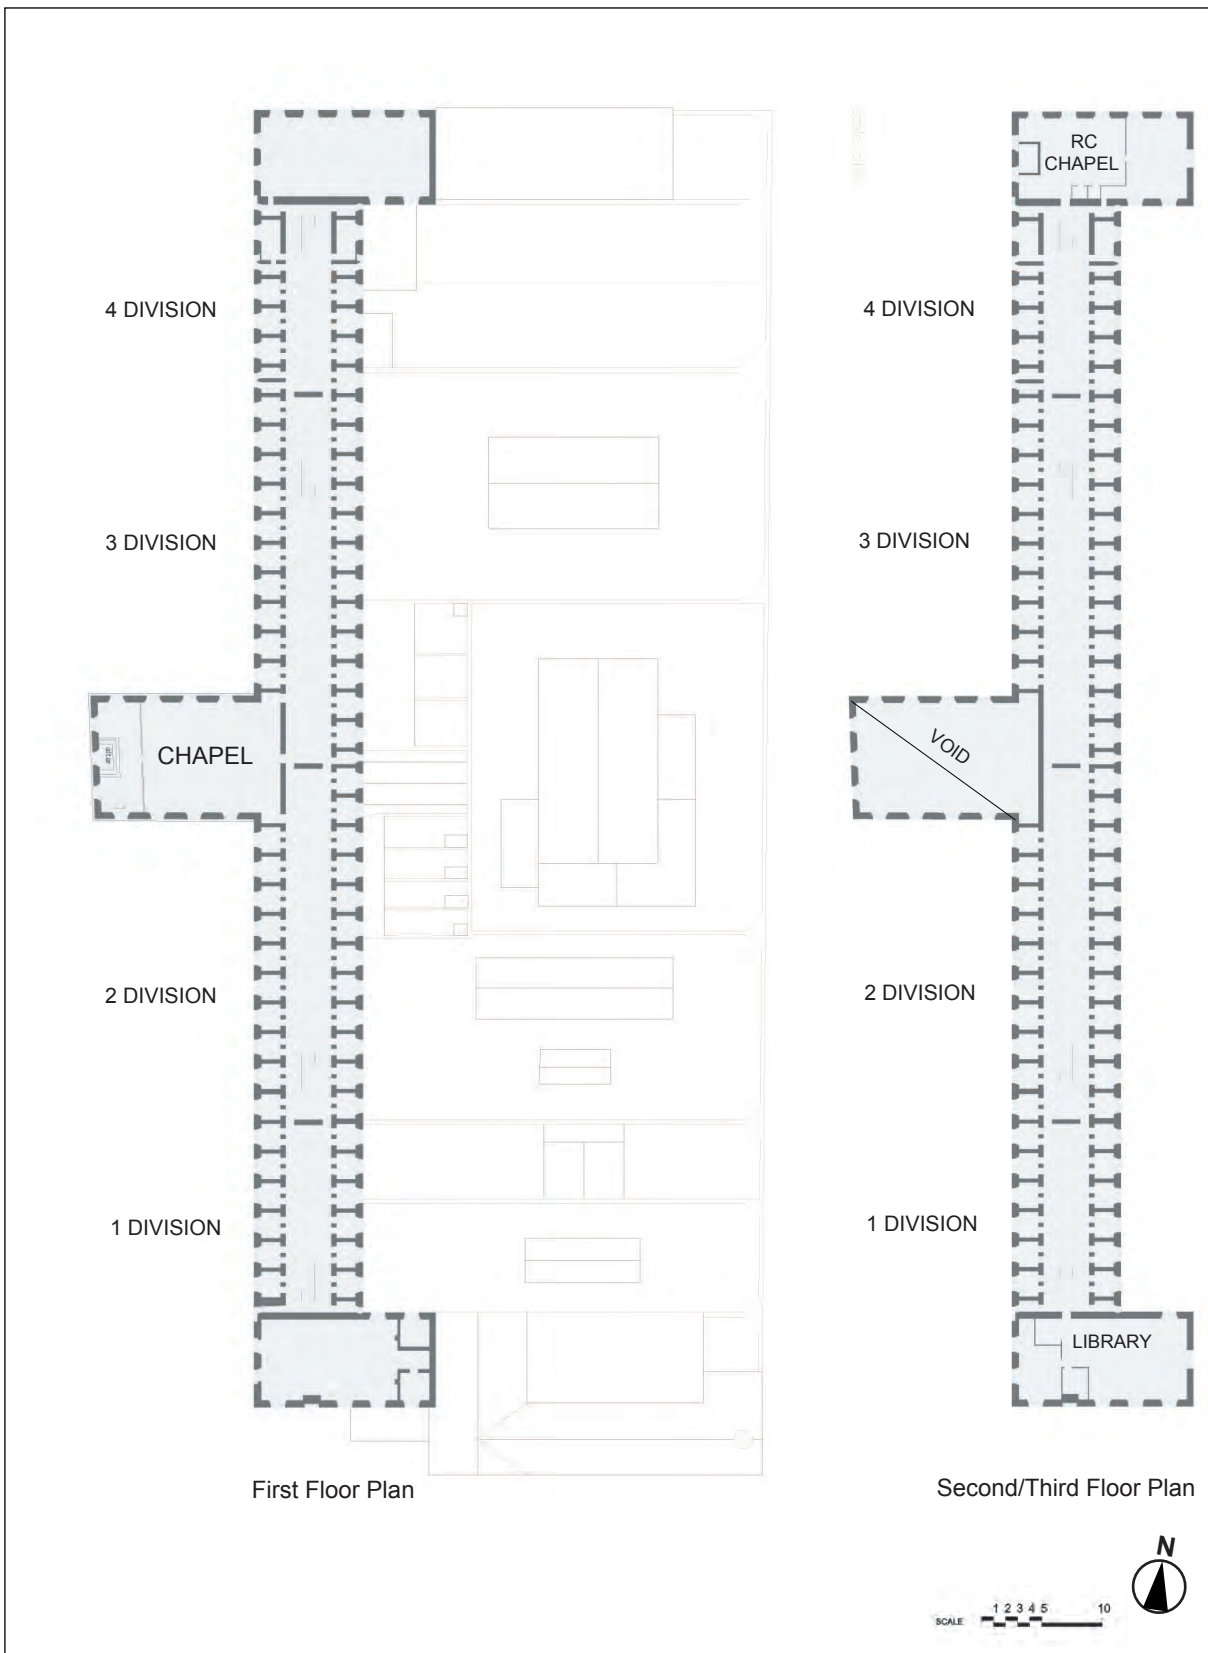 RC
CHAPEL
4 DIVISION
4 DIVISION
3 DIVISION
3 DIVISION
CHAPEL
altar
VOID
2 DIVISION
2 DIVISION
1 DIVISION
1 DIVISION
LIBRARY
First Floor Plan
Second/Third Floor Plan
N
SCALE 1 2 3 4 5 10